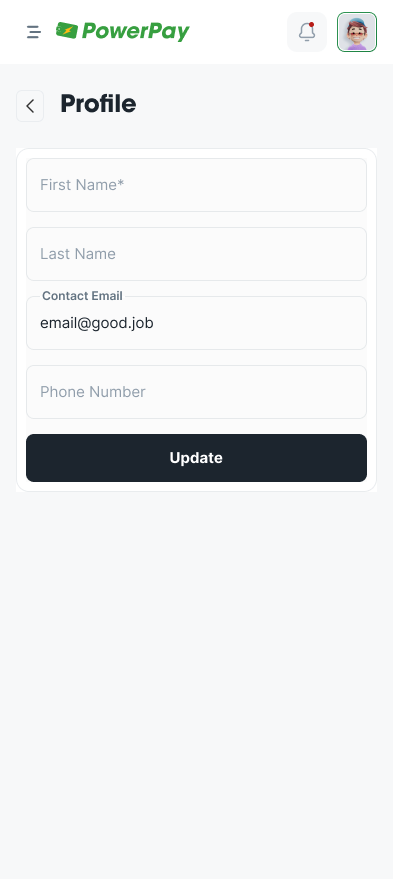 PowerPay
Profile
First Name*
Last Name
Contact Email
email@good.job
Phone Number
Update